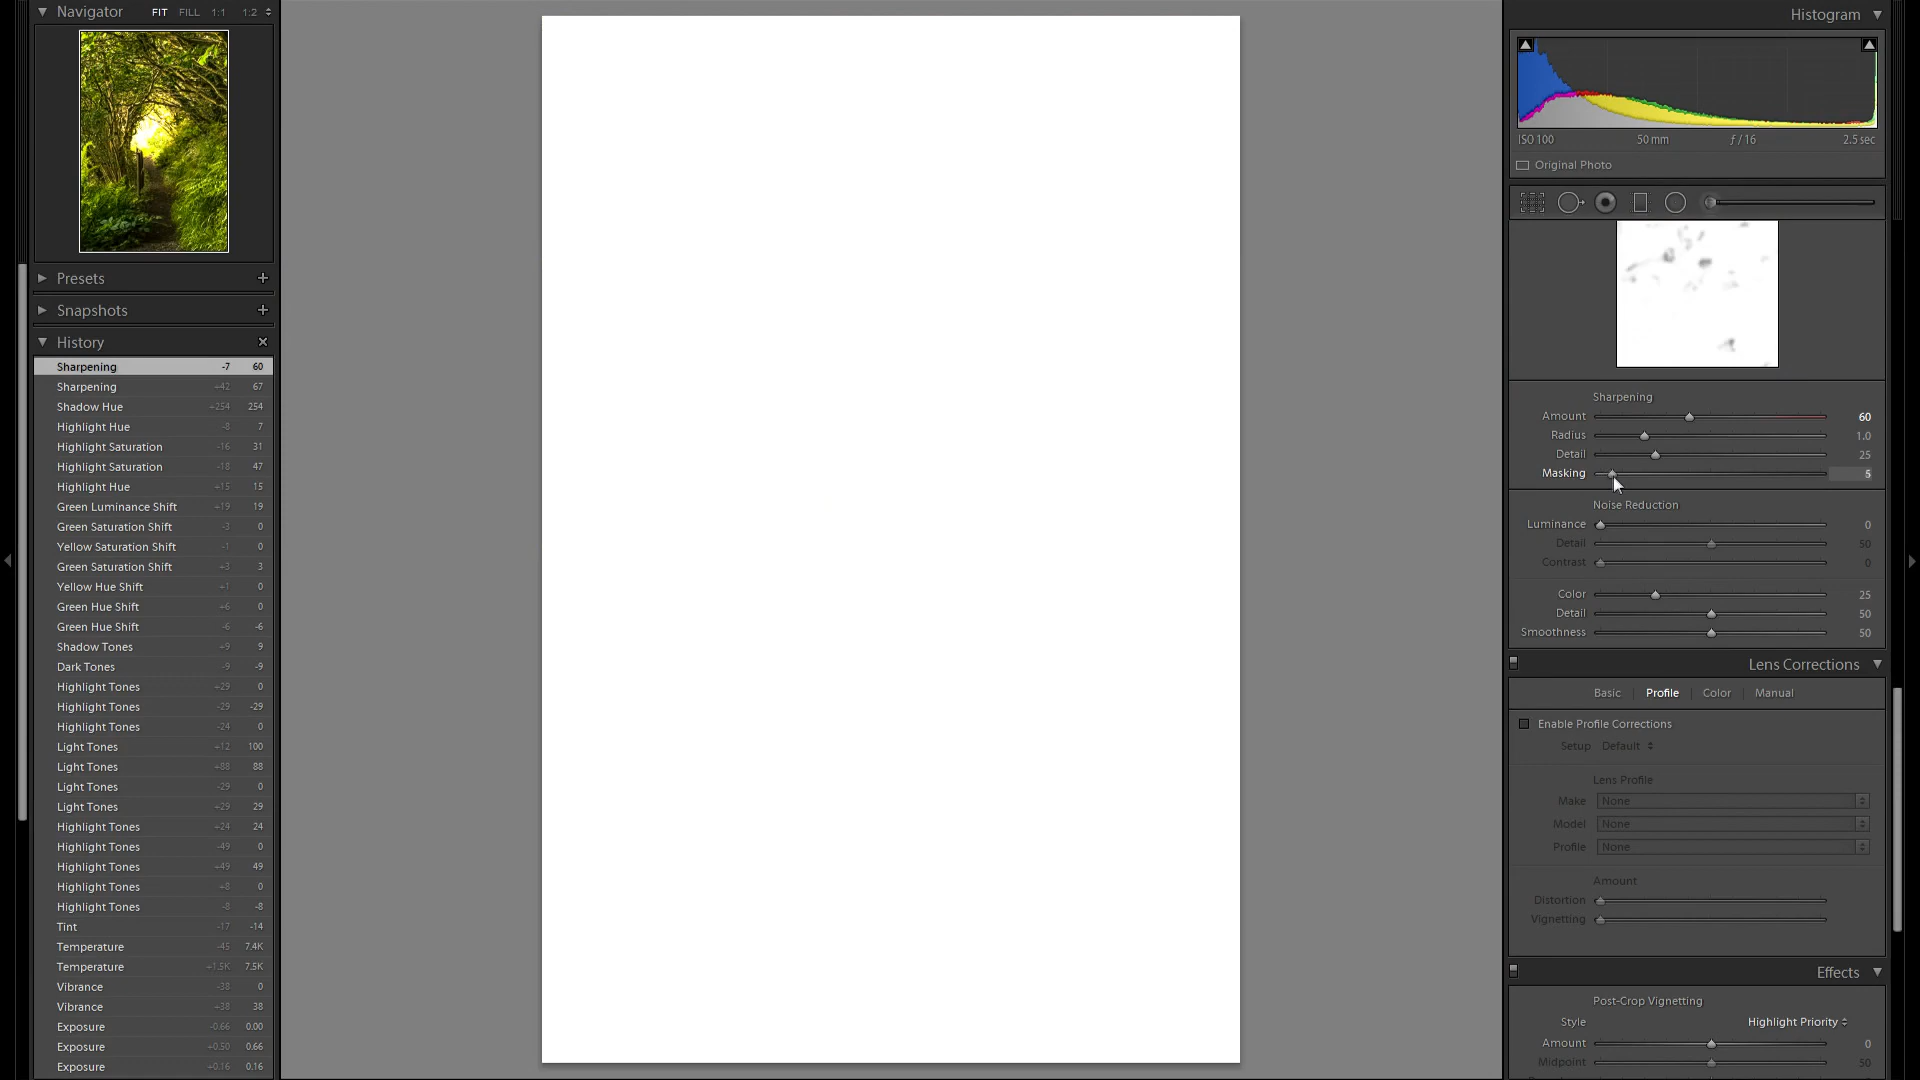 Navigator FIT FILL 1:1 1:2
Presets
Snapshots
History
Sharpening -7 60
Sharpening +42 67
Shadow Hue +254 254
Highlight Hue -8 7
Highlight Saturation -16 31
Highlight Saturation -18 47
Highlight Hue +15 15
Green Luminance Shift +19 19
Green Saturation Shift -3 0
Yellow Saturation Shift -1 0
Green Saturation Shift +3 3
Yellow Hue Shift +1 0
Green Hue Shift +6 0
Green Hue Shift -6 -6
Shadow Tones +9 9
Dark Tones -9 -9
Highlight Tones +29 0
Highlight Tones -29 -29
Highlight Tones -24 0
Light Tones +12 100
Light Tones +88 88
Light Tones -29 0
Light Tones +29 29
Highlight Tones +24 24
Highlight Tones -49 0
Highlight Tones +49 49
Highlight Tones +8 0
Highlight Tones -8 -8
Tint -17 -14
Temperature -45 7.4K
Temperature +1.5K 7.5K
Vibrance -38 0
Vibrance +38 38
Exposure -0.66 0.00
Exposure +0.50 0.66
Exposure +0.16 0.16
Histogram
ISO 100 50 mm ƒ / 16 2.5 sec
Original Photo
Sharpening
Amount 60
Radius 1.0
Detail 25
Masking 5
Noise Reduction
Luminance 0
Detail 50
Contrast 0
Color 25
Detail 50
Smoothness 50
Lens Corrections
Basic Profile Color Manual
Enable Profile Corrections
Setup Default
Lens Profile
Make None
Model None
Profile None
Amount
Distortion
Vignetting
Effects
Post-Crop Vignetting
Style Highlight Priority
Amount 0
Midpoint 50